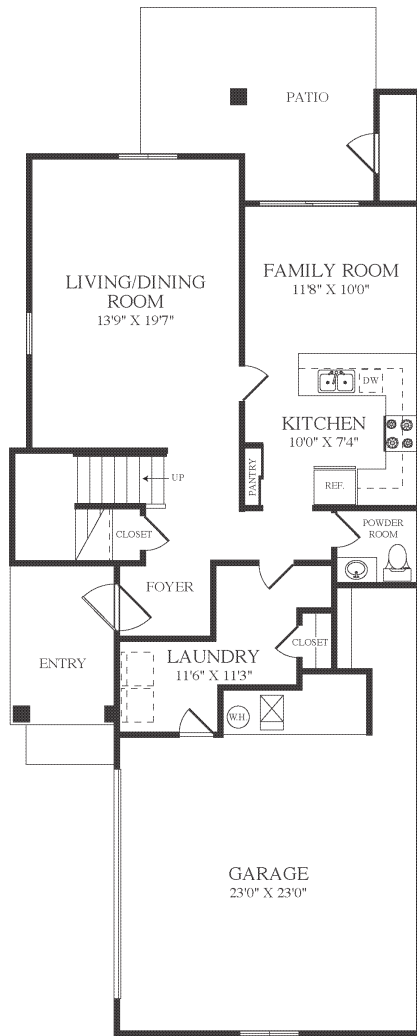 PATIO
LIVING/DINING
ROOM
13'9" X 19'7"
FAMILY ROOM
11'8" X 10'0"
DW
KITCHEN
10'0" X 7'4"
PANTRY
REF.
UP
CLOSET
POWDER
ROOM
FOYER
ENTRY
LAUNDRY
11'6" X 11'3"
CLOSET
W.H.
GARAGE
23'0" X 23'0"